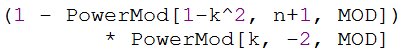 (1 - PowerMod[1-k^2, n+1, MOD])
* PowerMod[k, -2, MOD]